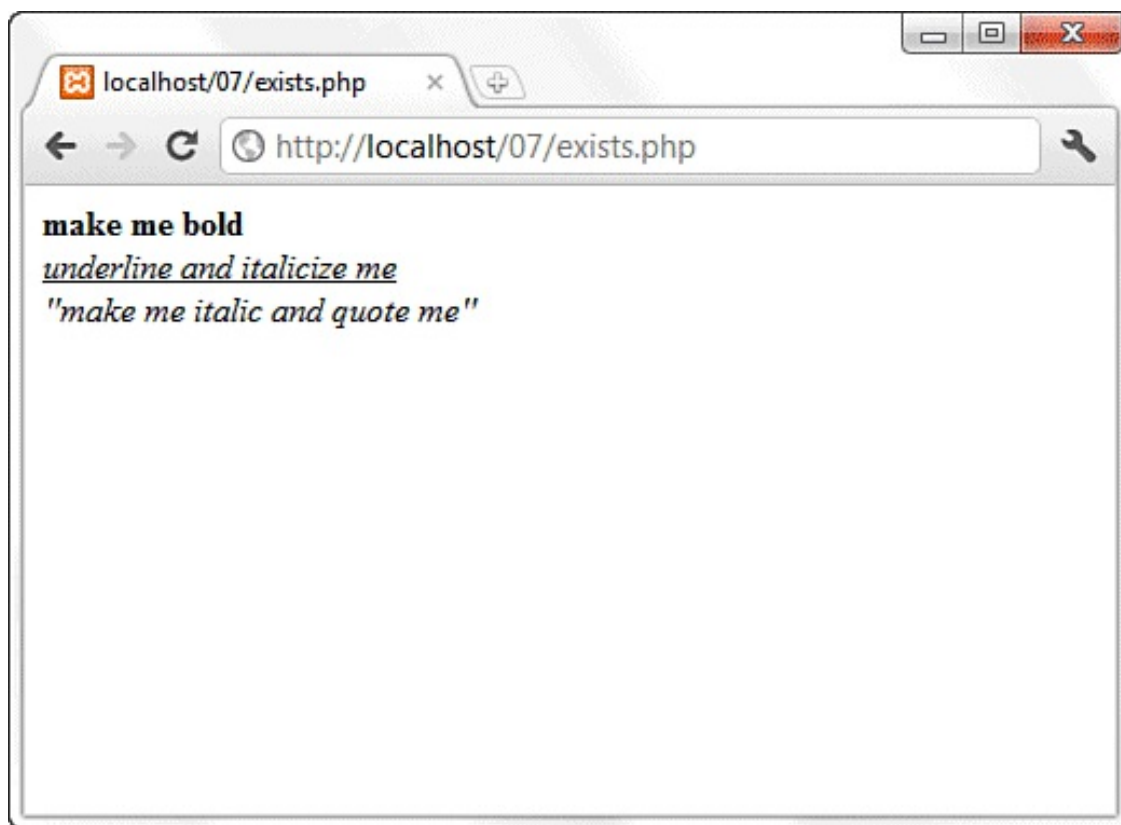 localhost/07/exists.php
http://localhost/07/exists.php
make me bold
underline and italicize me
"make me italic and quote me"